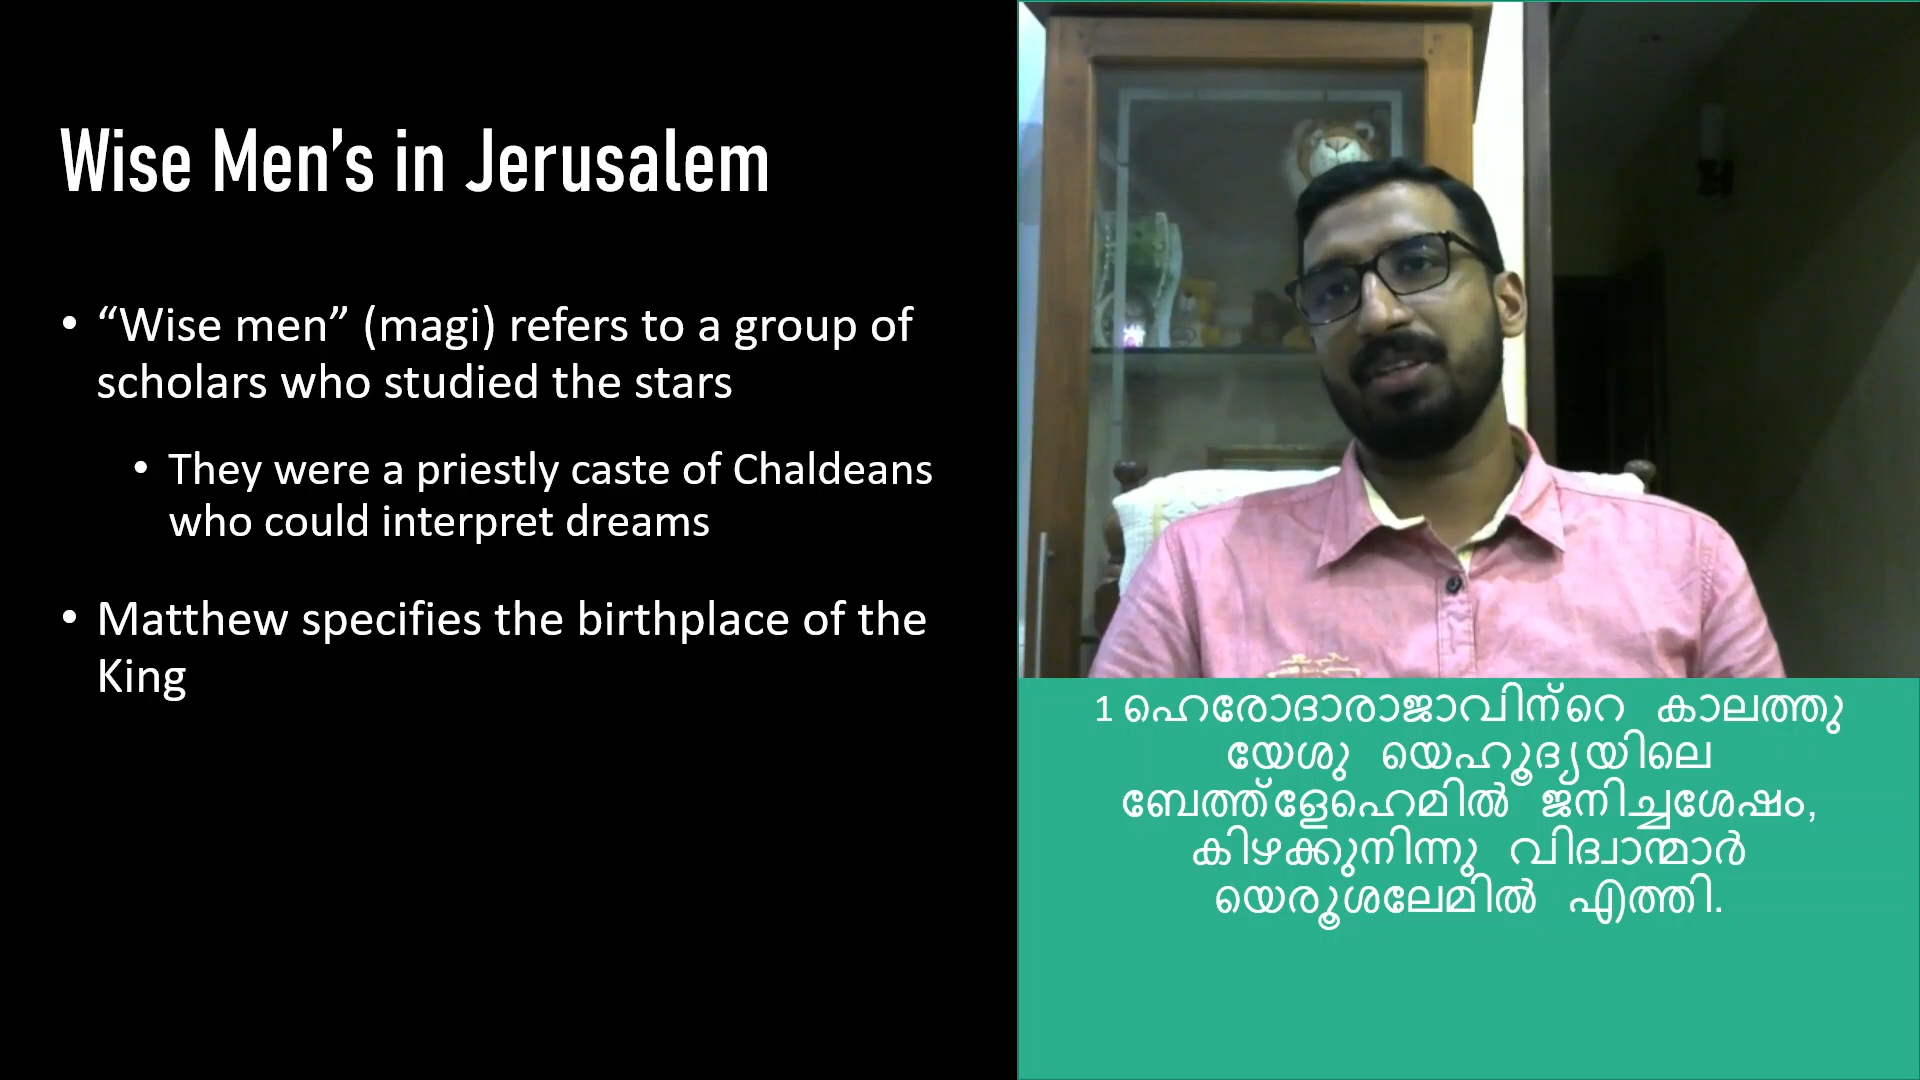 Wise Men’s in Jerusalem
• “Wise men” (magi) refers to a group of
scholars who studied the stars
• They were a priestly caste of Chaldeans
who could interpret dreams
• Matthew specifies the birthplace of the
King
1 ഹെരോദാരാജാവിന്റെ കാലത്തു
യേശു യെഹൂദ്യയിലെ
ബേത്ത്ളേഹെമിൽ ജനിച്ചശേഷം,
കിഴക്കുനിന്നു വിദ്വാന്മാർ
യെരൂശലേമിൽ എത്തി.